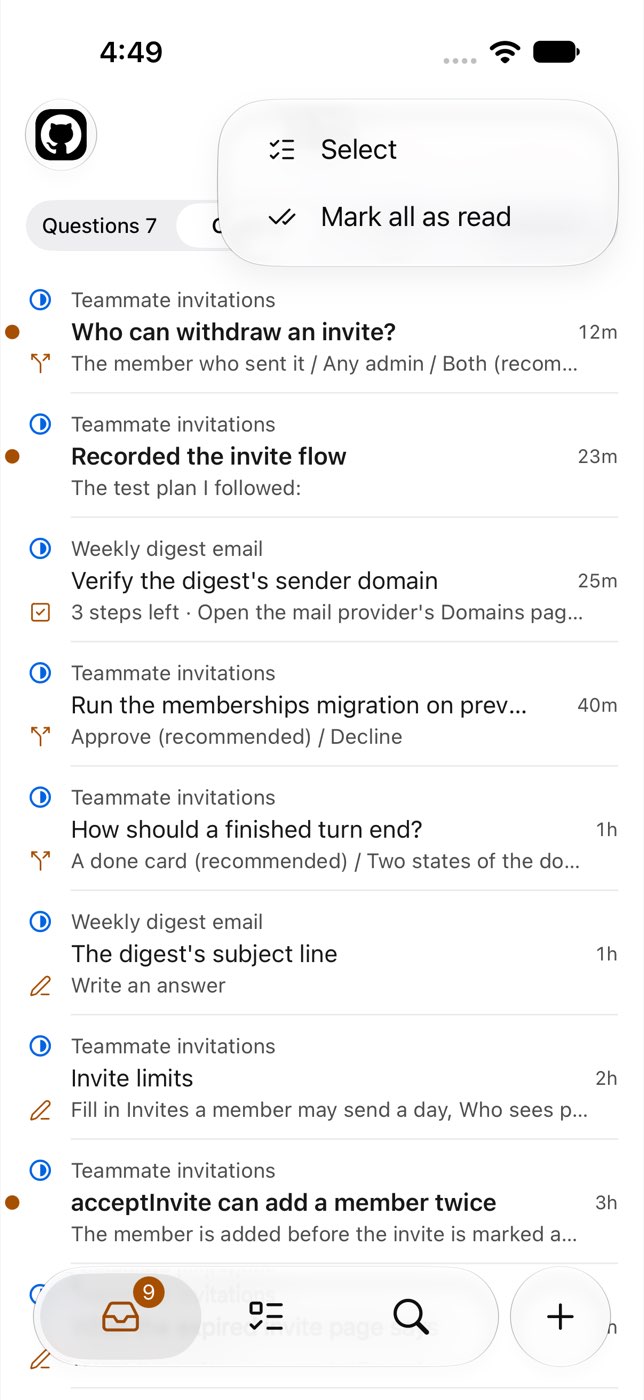 4:49
Select
Mark all as read
Questions 7
Teammate invitations
Who can withdraw an invite?
12m
The member who sent it / Any admin / Both (recom...
Teammate invitations
Recorded the invite flow
23m
The test plan I followed:
Weekly digest email
Verify the digest's sender domain
25m
3 steps left · Open the mail provider's Domains pag...
Teammate invitations
Run the memberships migration on prev...
40m
Approve (recommended) / Decline
Teammate invitations
How should a finished turn end?
1h
A done card (recommended) / Two states of the do...
Weekly digest email
The digest's subject line
1h
Write an answer
Teammate invitations
Invite limits
2h
Fill in Invites a member may send a day, Who sees p...
Teammate invitations
acceptInvite can add a member twice
3h
The member is added before the invite is marked a...
9